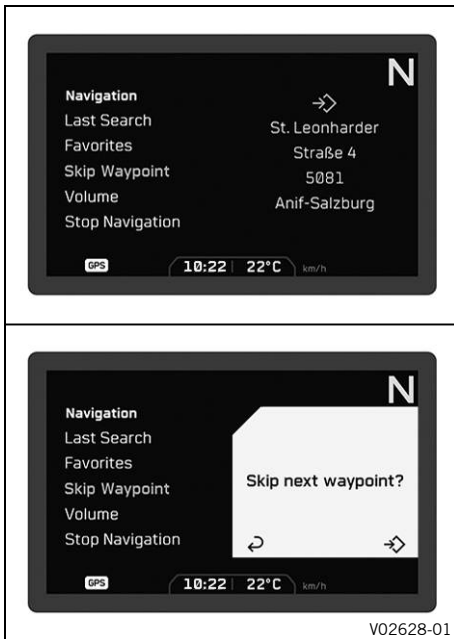 N
Navigation
Last Search
Favorites
Skip Waypoint
Volume
Stop Navigation
St. Leonharder
Straße 4
5081
Anif-Salzburg
GPS
10:22 22°C km/h
N
Navigation
Last Search
Favorites
Skip Waypoint
Volume
Stop Navigation
Skip next waypoint?
GPS
10:22 22°C km/h
V02628-01